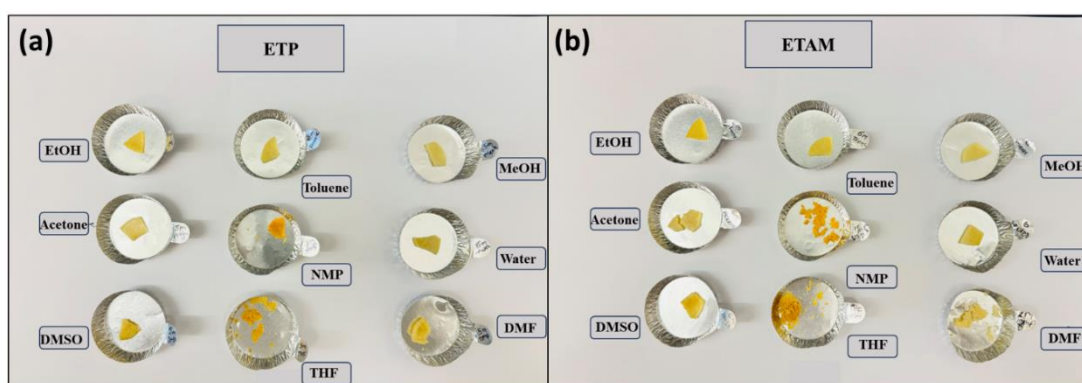 (a)
ETP
EtOH
Toluene
MeOH
Acetone
NMP
Water
DMSO
THF
DMF
(b)
ETAM
EtOH
Toluene
MeOH
Acetone
NMP
Water
DMSO
THF
DMF